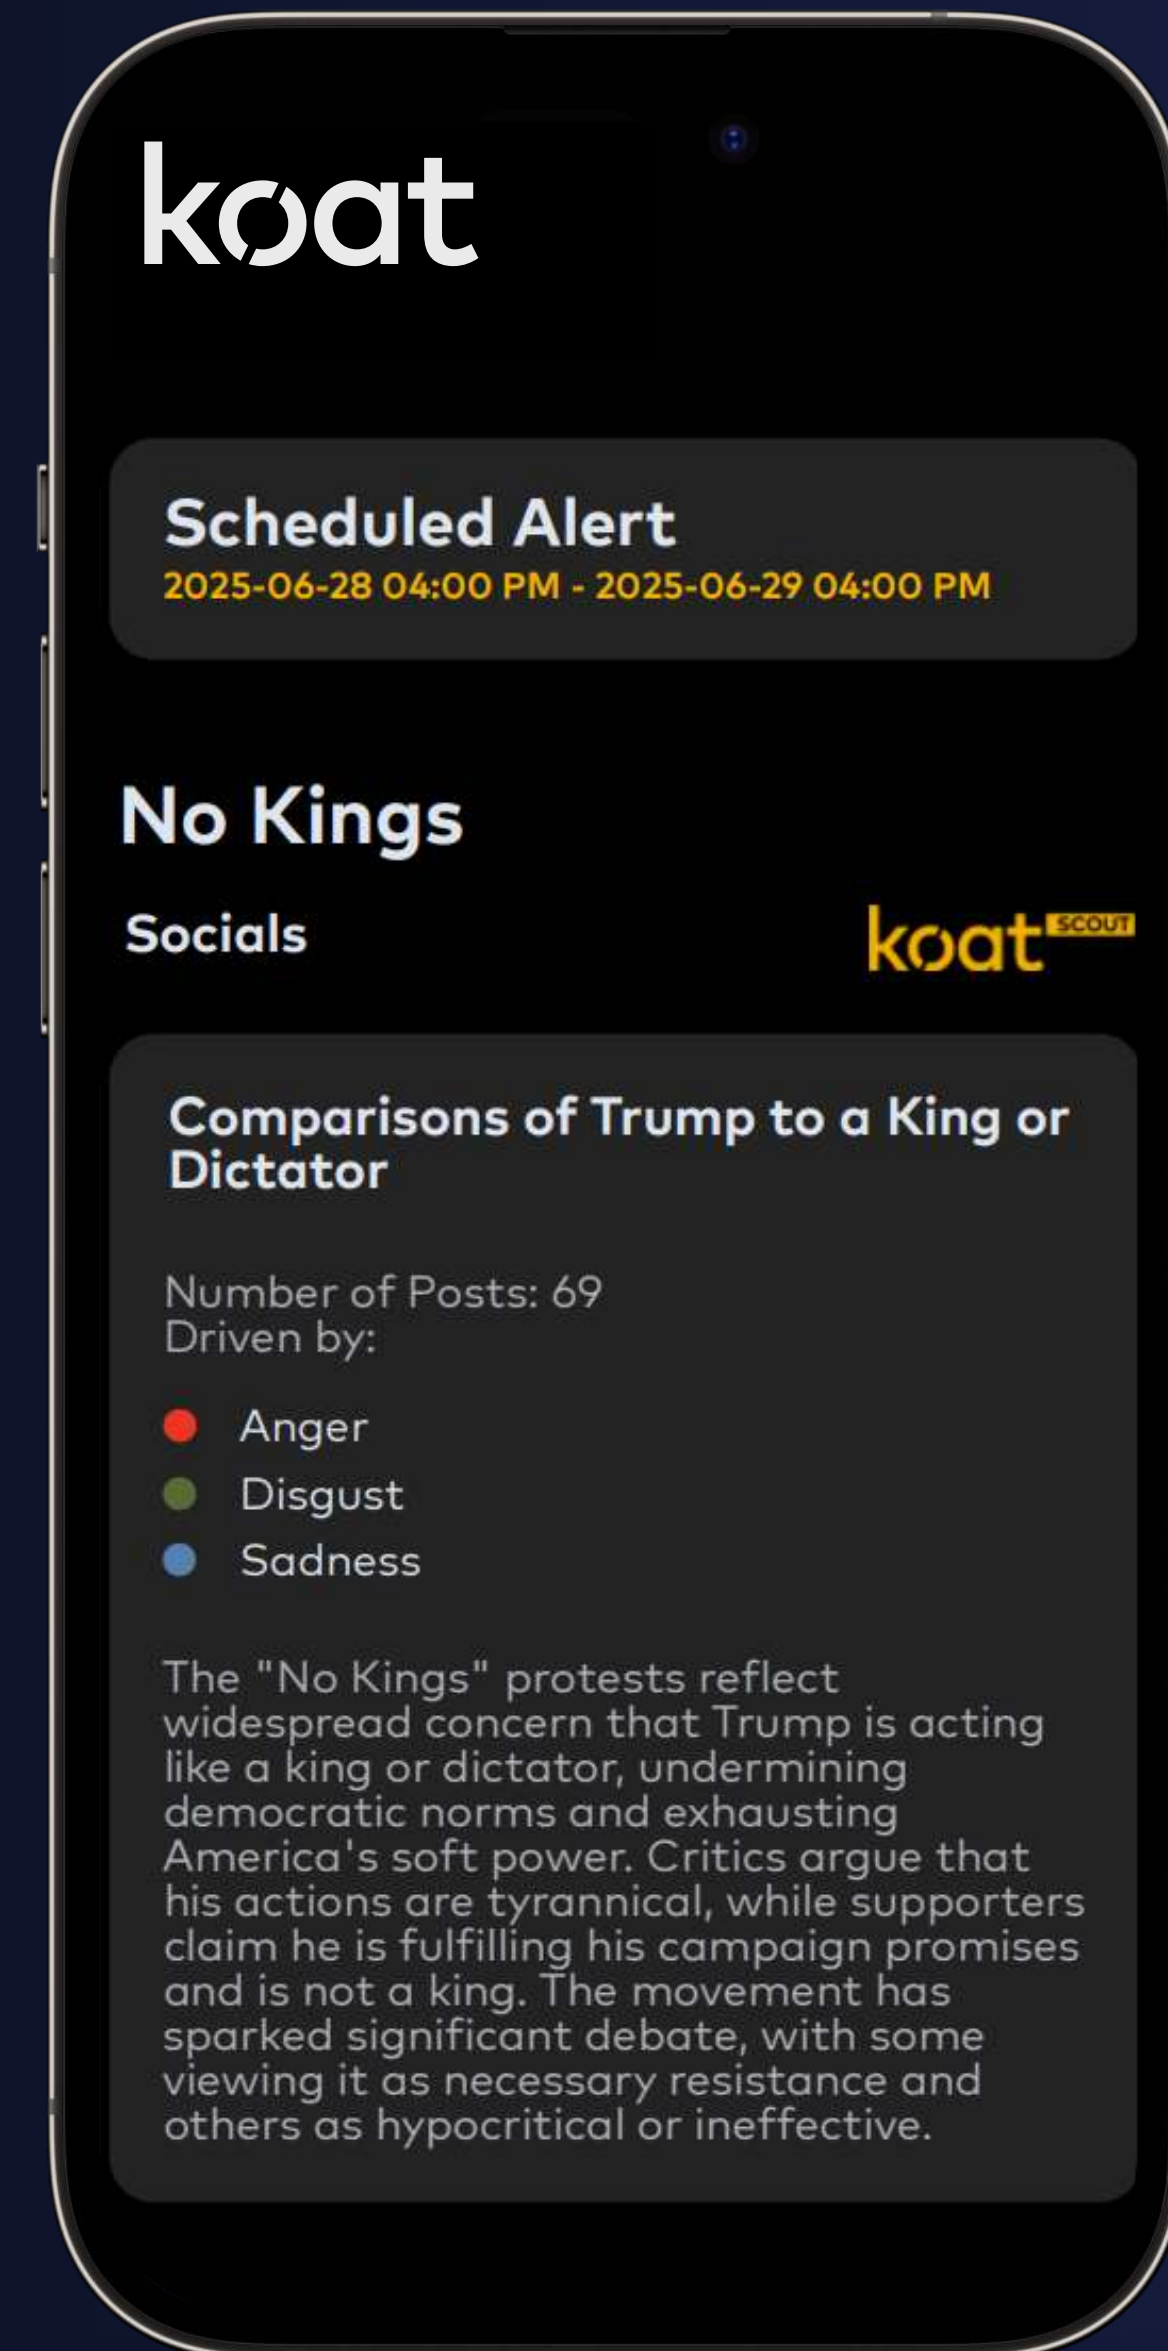 koat
Scheduled Alert
2025-06-28 04:00 PM - 2025-06-29 04:00 PM
No Kings
Socials
koat SCOUT
Comparisons of Trump to a King or
Dictator
Number of Posts: 69
Driven by:
Anger
Disgust
Sadness
The "No Kings" protests reflect
widespread concern that Trump is acting
like a king or dictator, undermining
democratic norms and exhausting
America's soft power. Critics argue that
his actions are tyrannical, while supporters
claim he is fulfilling his campaign promises
and is not a king. The movement has
sparked significant debate, with some
viewing it as necessary resistance and
others as hypocritical or ineffective.